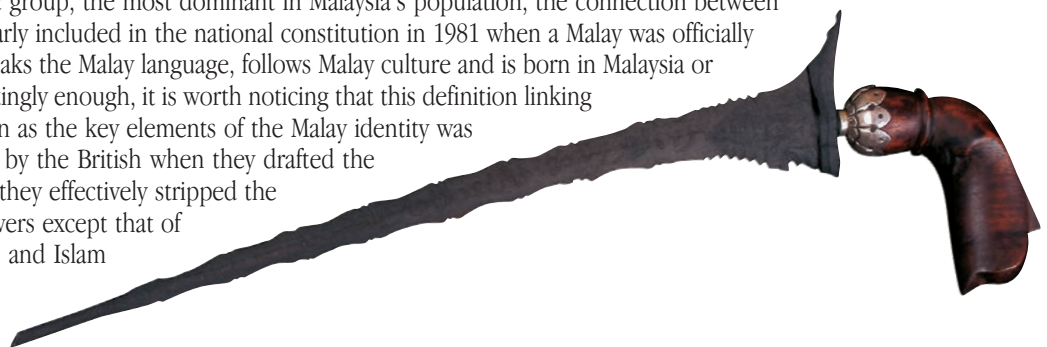 group, the most dominant in Malaysia's population, the connection between
arly included in the national constitution in 1981 when a Malay was officially
aks the Malay language, follows Malay culture and is born in Malaysia or
ingly enough, it is worth noticing that this definition linking
n as the key elements of the Malay identity was
by the British when they drafted the
they effectively stripped the
vers except that of
and Islam